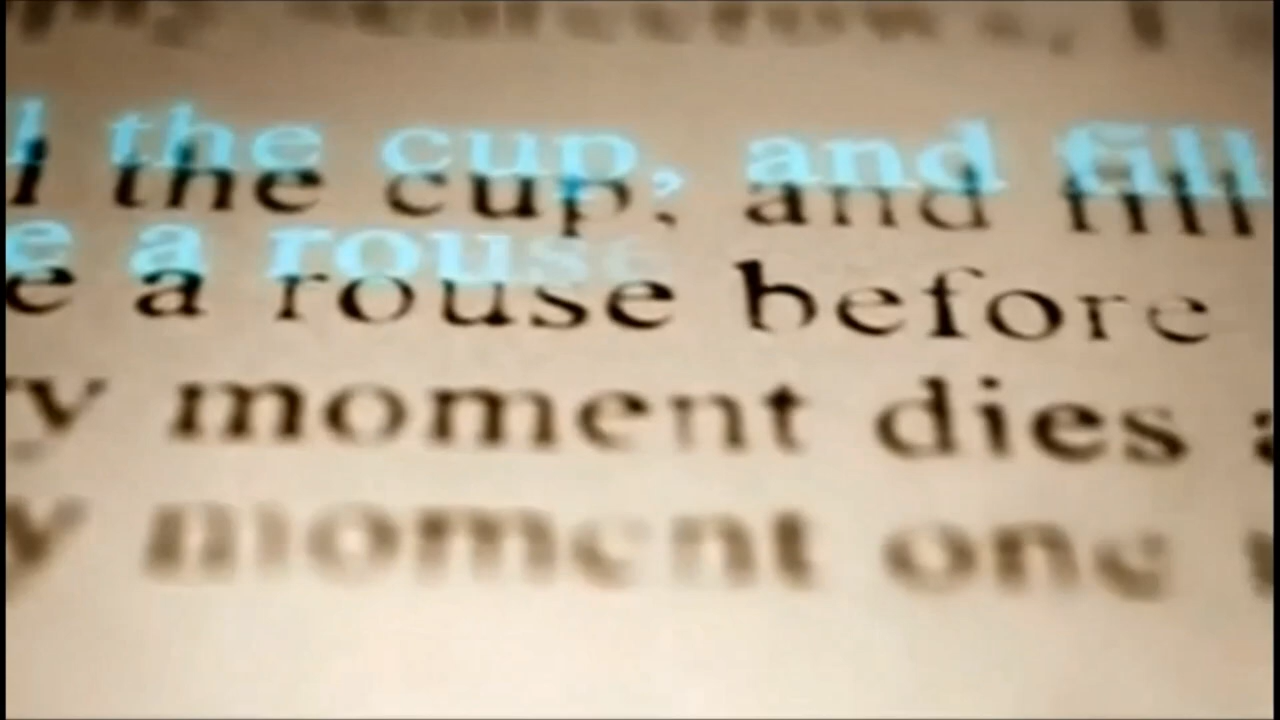 the cup, and fill
e a rouse before
y moment dies
y moment one